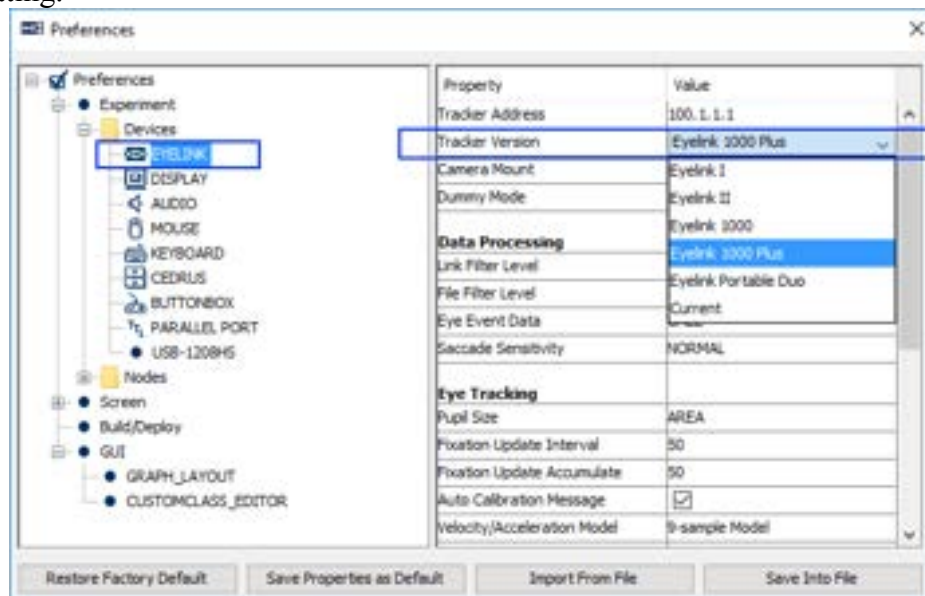 Preferences
Preferences
Experiment
Devices
EYELINK
DISPLAY
AUDIO
MOUSE
KEYBOARD
CEDRUS
BUTTONBOX
PARALLEL PORT
USB-1208HS
Nodes
Screen
Build/Deploy
GUI
GRAPH_LAYOUT
CUSTOMCLASS_EDITOR
Property Value
Tracker Address 100.1.1.1
Tracker Version Eyelink 1000 Plus
Camera Mount
Dummy Mode
Eyelink I
Eyelink II
Eyelink 1000
Eyelink 1000 Plus
Eyelink Portable Duo
Current
Data Processing
Link Filter Level
File Filter Level
Eye Event Data
Saccade Sensitivity NORMAL
Eye Tracking
Pupil Size AREA
Fixation Update Interval 50
Fixation Update Accumulate 50
Auto Calibration Message
Velocity/Acceleration Model 9-sample Model
Restore Factory Default Save Properties as Default Import From File Save Into File